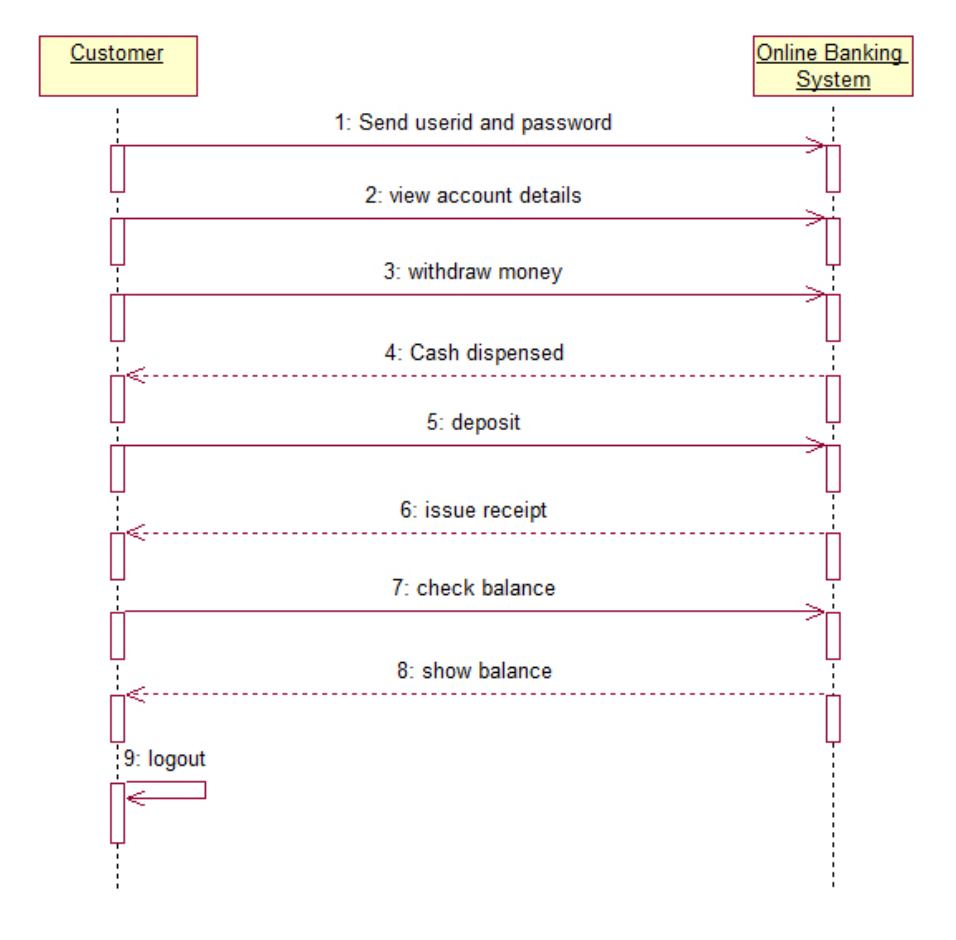 Customer
Online Banking
System
1: Send userid and password
2: view account details
3: withdraw money
4: Cash dispensed
5: deposit
6: issue receipt
7: check balance
8: show balance
9: logout